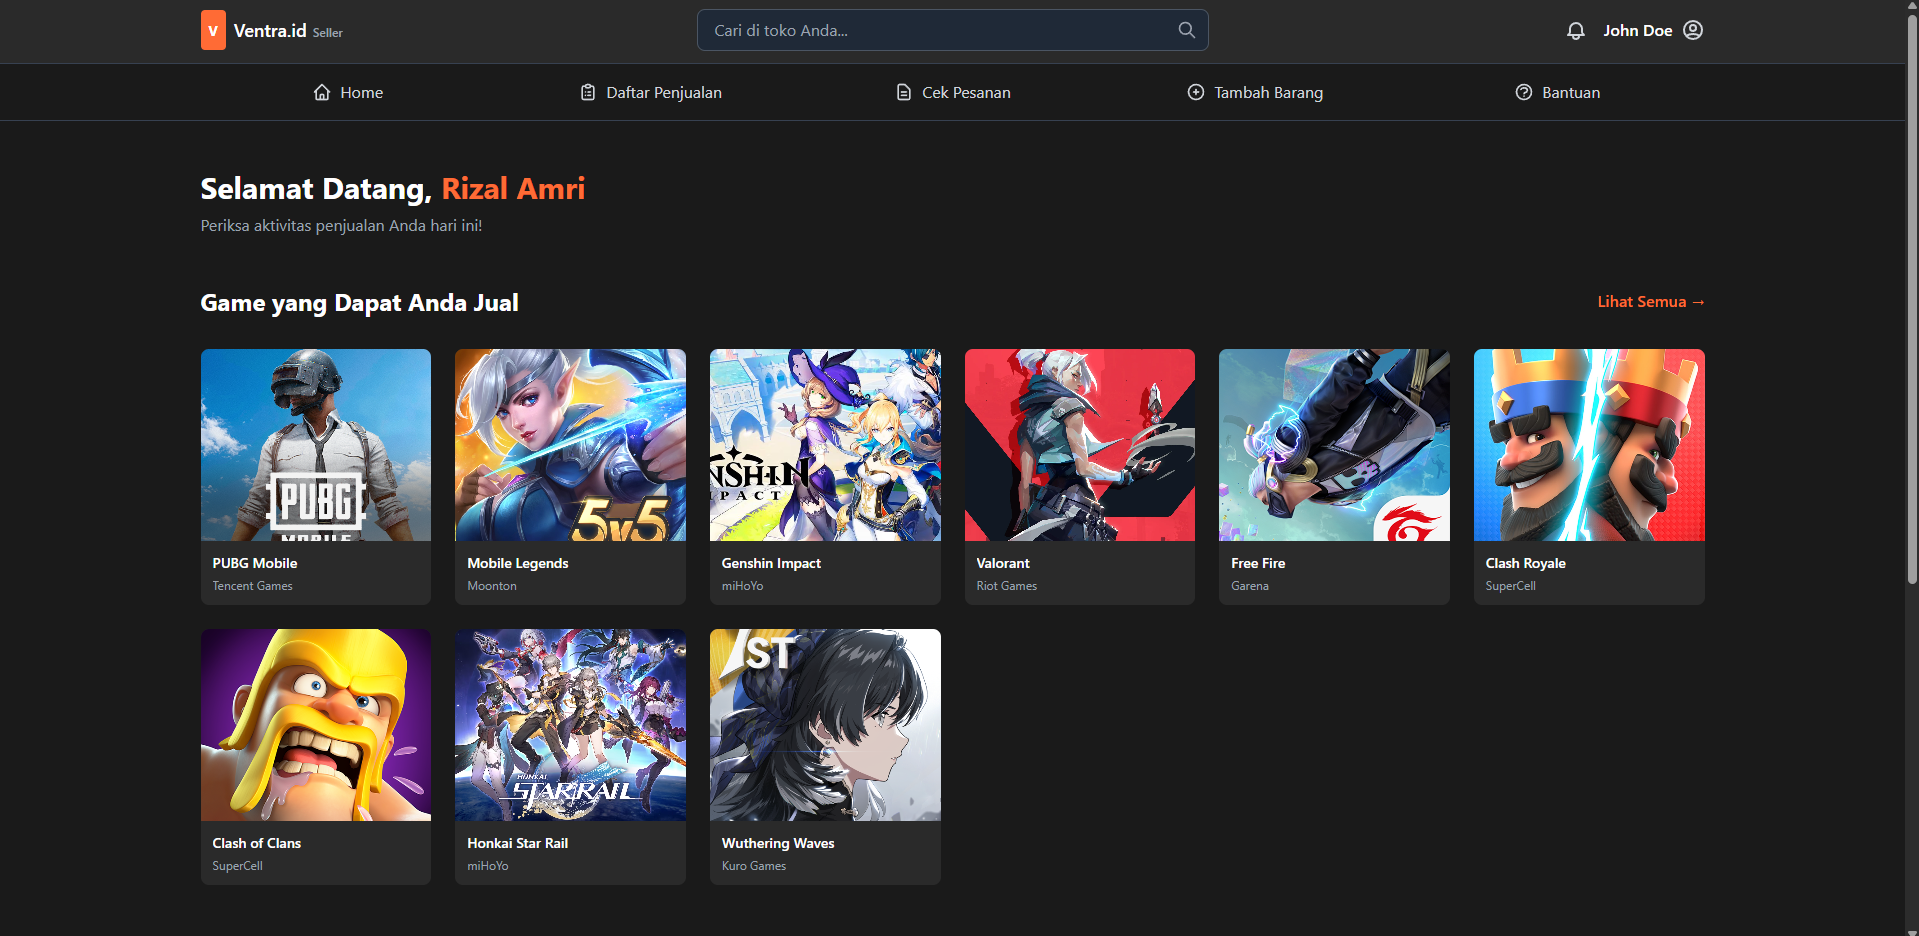 V Ventra.id Seller
Cari di toko Anda...
John Doe
Home
Daftar Penjualan
Cek Pesanan
Tambah Barang
Bantuan
Selamat Datang, Rizal Amri
Periksa aktivitas penjualan Anda hari ini!
Game yang Dapat Anda Jual
Lihat Semua →
PUBG
MOBILE
PUBG Mobile
Tencent Games
5v5
Mobile Legends
Moonton
NSHIN
PACT
Genshin Impact
miHoYo
Valorant
Riot Games
Free Fire
Garena
Clash Royale
SuperCell
Clash of Clans
SuperCell
HONKAI
STAR RAIL
Honkai Star Rail
miHoYo
ST
Wuthering Waves
Kuro Games